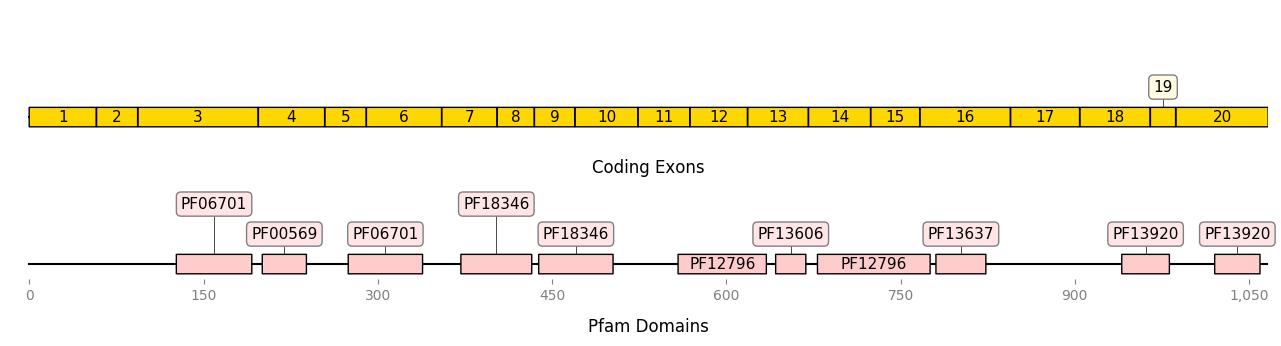 19
1 2 3 4 5 6 7 8 9 10 11 12 13 14 15 16 17 18 20
Coding Exons
PF06701 PF18346
PF00569 PF06701 PF18346 PF13606 PF13637 PF13920 PF13920
PF12796 PF12796
0 150 300 450 600 750 900 1,050
Pfam Domains